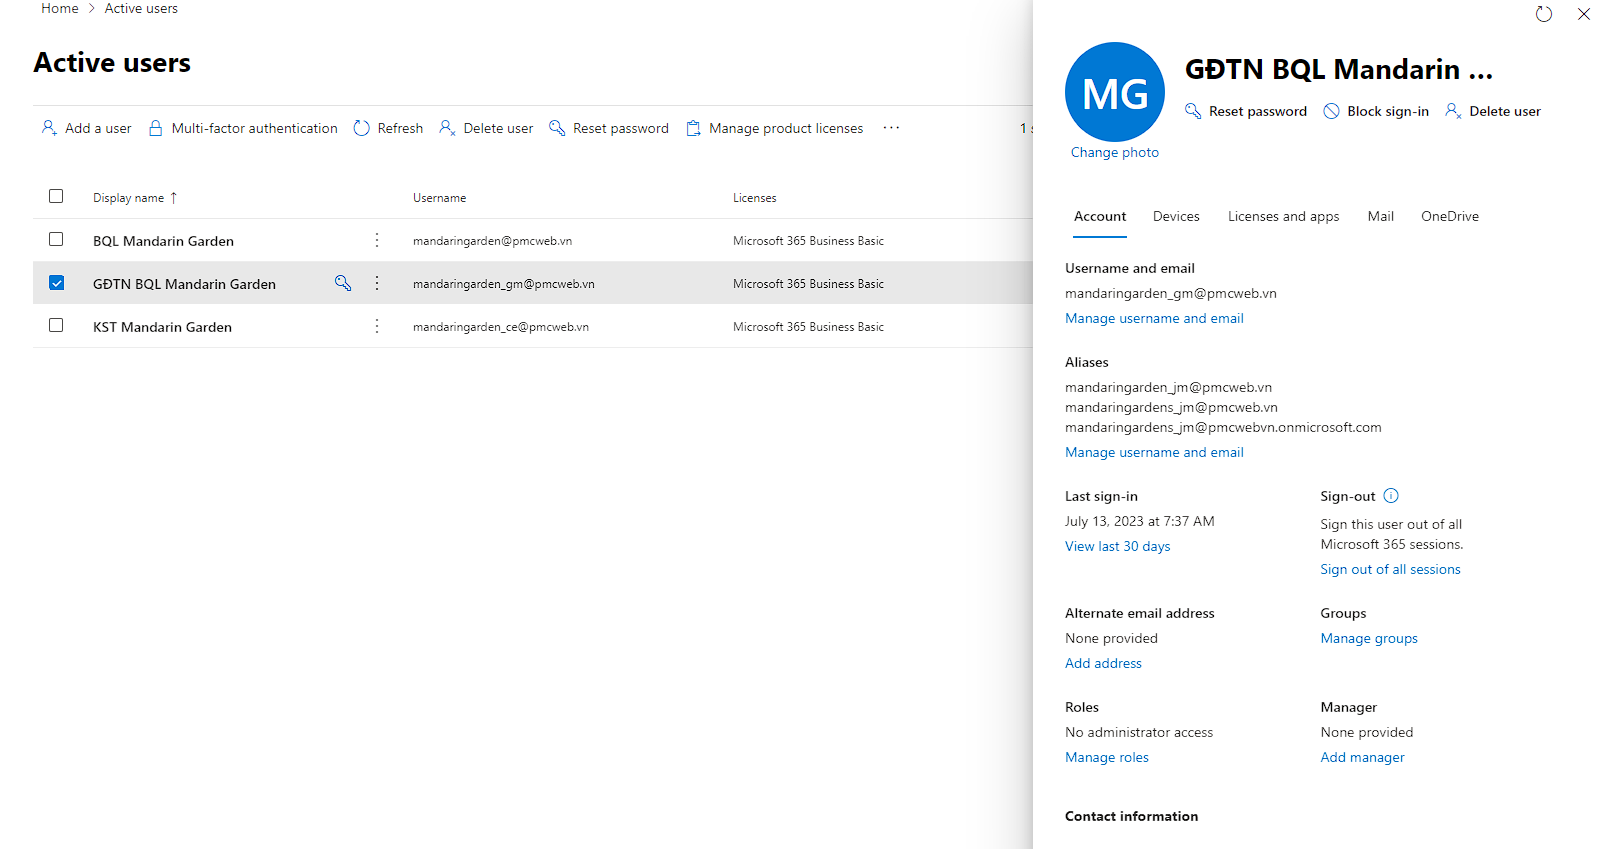 Home > Active users
Active users
Add a user Multi-factor authentication Refresh Delete user Reset password Manage product licenses ··· 1
Display name ↑ Username Licenses
BQL Mandarin Garden mandaringarden@pmcweb.vn Microsoft 365 Business Basic
GĐTN BQL Mandarin Garden mandaringarden_gm@pmcweb.vn Microsoft 365 Business Basic
KST Mandarin Garden mandaringarden_ce@pmcweb.vn Microsoft 365 Business Basic
MG
Change photo
GĐTN BQL Mandarin ...
Reset password Block sign-in Delete user
Account Devices Licenses and apps Mail OneDrive
Username and email
mandaringarden_gm@pmcweb.vn
Manage username and email
Aliases
mandaringarden_jm@pmcweb.vn
mandaringardens_jm@pmcweb.vn
mandaringardens_jm@pmcwebvn.onmicrosoft.com
Manage username and email
Last sign-in
July 13, 2023 at 7:37 AM
View last 30 days
Sign-out
Sign this user out of all
Microsoft 365 sessions.
Sign out of all sessions
Alternate email address
None provided
Add address
Groups
Manage groups
Roles
No administrator access
Manage roles
Manager
None provided
Add manager
Contact information